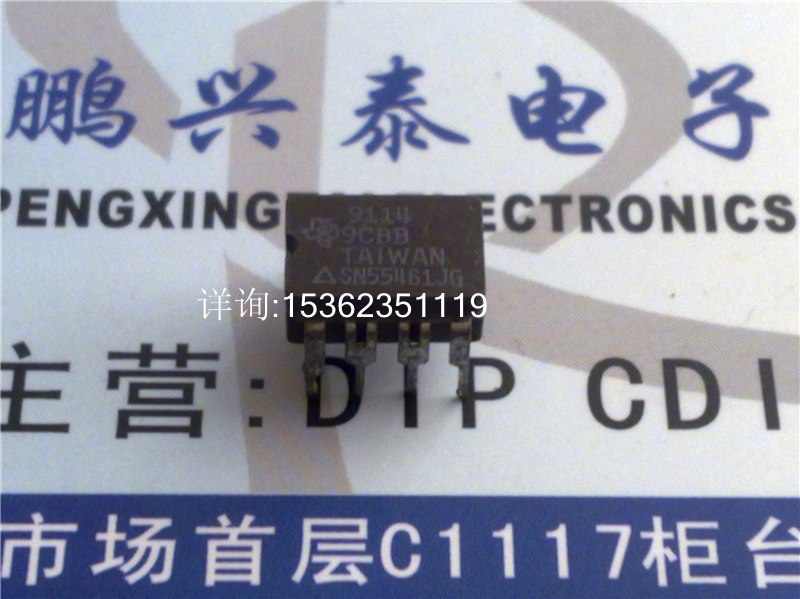 鹏兴泰电子
PENGXING ECTRONICS
9114
9CBB
TAIWAN
SN55461JG
详询:15362351119
主营:DIP CDI
市场首层C1117柜台